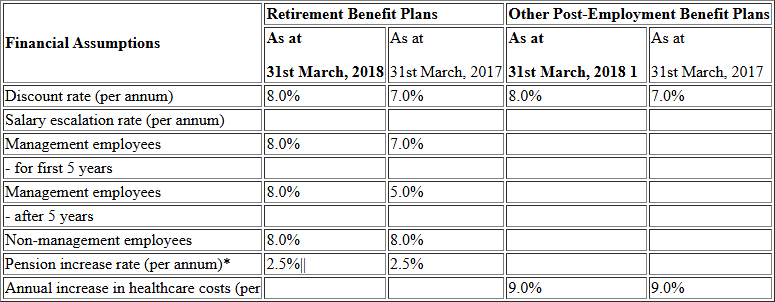 Financial Assumptions Retirement Benefit Plans Other Post-Employment Benefit Plans
As at As at As at As at
31st March, 2018 31st March, 2017 31st March, 2018 1 31st March, 2017
Discount rate (per annum) 8.0% 7.0% 8.0% 7.0%
Salary escalation rate (per annum)
Management employees 8.0% 7.0%
- for first 5 years
Management employees 8.0% 5.0%
- after 5 years
Non-management employees 8.0% 8.0%
Pension increase rate (per annum)* 2.5%|| 2.5%
Annual increase in healthcare costs (per 9.0% 9.0%